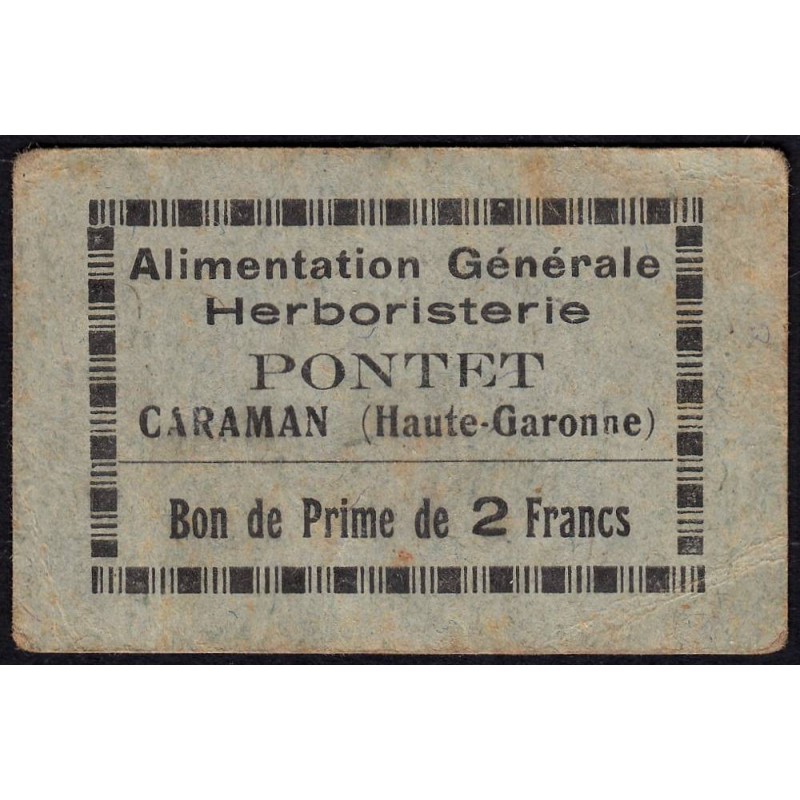 Alimentation Générale
Herboristerie
PONTET
CARAMAN (Haute-Garonne)
Bon de Prime de 2 Francs